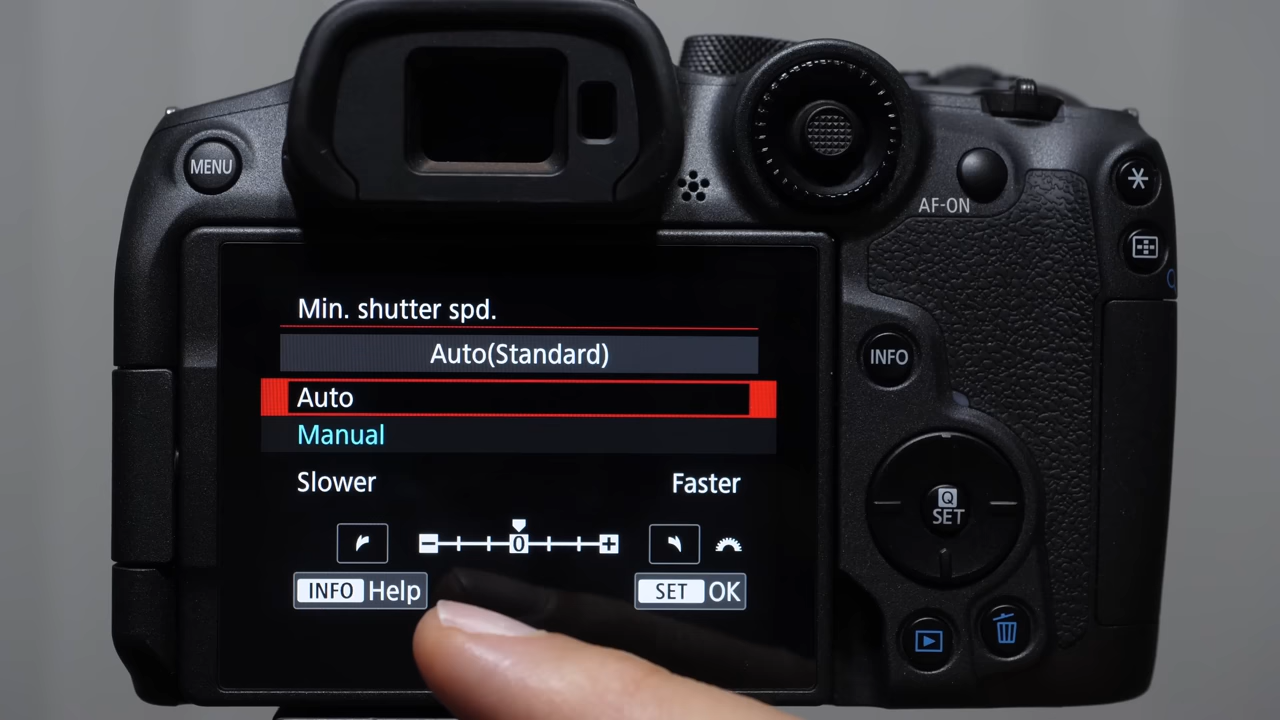 MENU
AF-ON
Min. shutter spd.
Auto(Standard)
INFO
Auto
Manual
Slower
Faster
Q
SET
- 0 +
INFO Help
SET OK